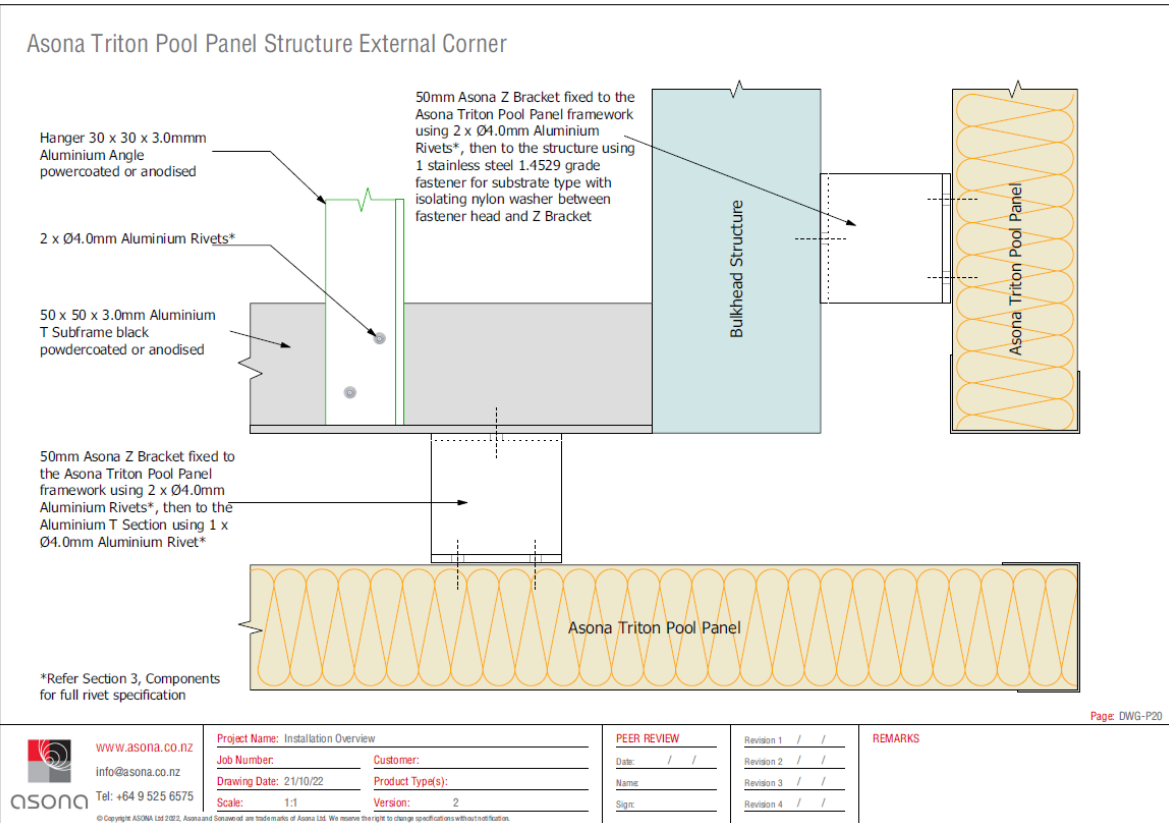 Asona Triton Pool Panel Structure External Corner
50mm Asona Z Bracket fixed to the
Asona Triton Pool Panel framework
using 2 x Ø4.0mm Aluminium
Rivets*, then to the structure using
1 stainless steel 1.4529 grade
fastener for substrate type with
isolating nylon washer between
fastener head and Z Bracket
Hanger 30 x 30 x 3.0mmm
Aluminium Angle
powercoated or anodised
2 x Ø4.0mm Aluminium Rivets*
50 x 50 x 3.0mm Aluminium
T Subframe black
powdercoated or anodised
Bulkhead Structure
Asona Triton Pool Panel
50mm Asona Z Bracket fixed to
the Asona Triton Pool Panel
framework using 2 x Ø4.0mm
Aluminium Rivets*, then to the
Aluminium T Section using 1 x
Ø4.0mm Aluminium Rivet*
Asona Triton Pool Panel
*Refer Section 3, Components
for full rivet specification
Page: DWG-P20
asona
www.asona.co.nz
info@asona.co.nz
Tel: +64 9 525 6575
Project Name: Installation Overview
Job Number: Customer:
Drawing Date: 21/10/22 Product Type(s):
Scale: 1:1 Version: 2
© Copyright ASONA Ltd 2022, Asona and Sonawood are trademarks of Asona Ltd. We reserve the right to change specifications without notification.
PEER REVIEW
Date: / /
Name:
Sign:
Revision 1 / /
Revision 2 / /
Revision 3 / /
Revision 4 / /
REMARKS